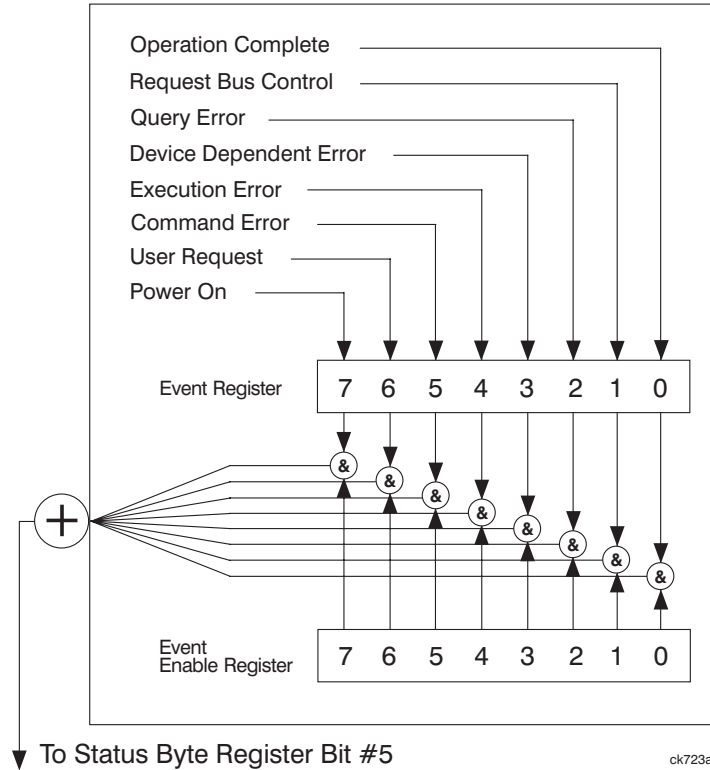 Operation Complete
Request Bus Control
Query Error
Device Dependent Error
Execution Error
Command Error
User Request
Power On
Event Register 7 6 5 4 3 2 1 0
&
&
&
&
&
&
&
&
+
Event
Enable Register 7 6 5 4 3 2 1 0
To Status Byte Register Bit #5
ck723a